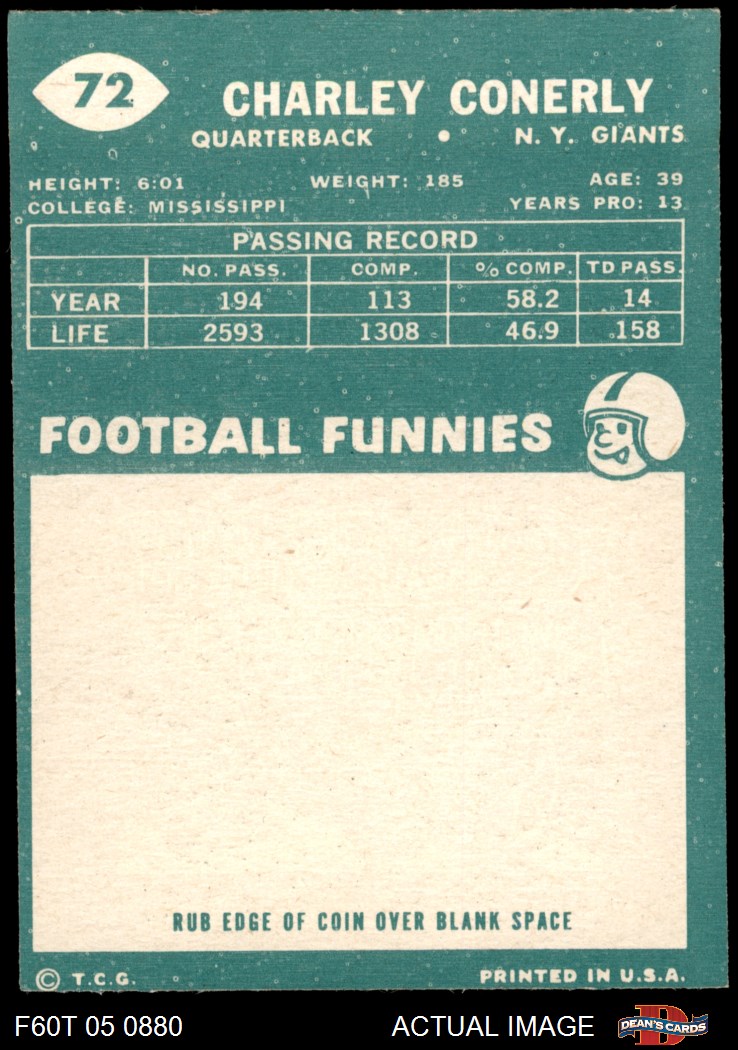 72
CHARLEY CONERLY
QUARTERBACK • N. Y. GIANTS
HEIGHT: 6:01 WEIGHT: 185 AGE: 39
COLLEGE: MISSISSIPPI YEARS PRO: 13
PASSING RECORD
NO. PASS. COMP. % COMP. TD PASS.
YEAR 194 113 58.2 14
LIFE 2593 1308 46.9 158
FOOTBALL FUNNIES
RUB EDGE OF COIN OVER BLANK SPACE
© T.C.G. PRINTED IN U.S.A.
F60T 05 0880 ACTUAL IMAGE DEAN'S CARDS